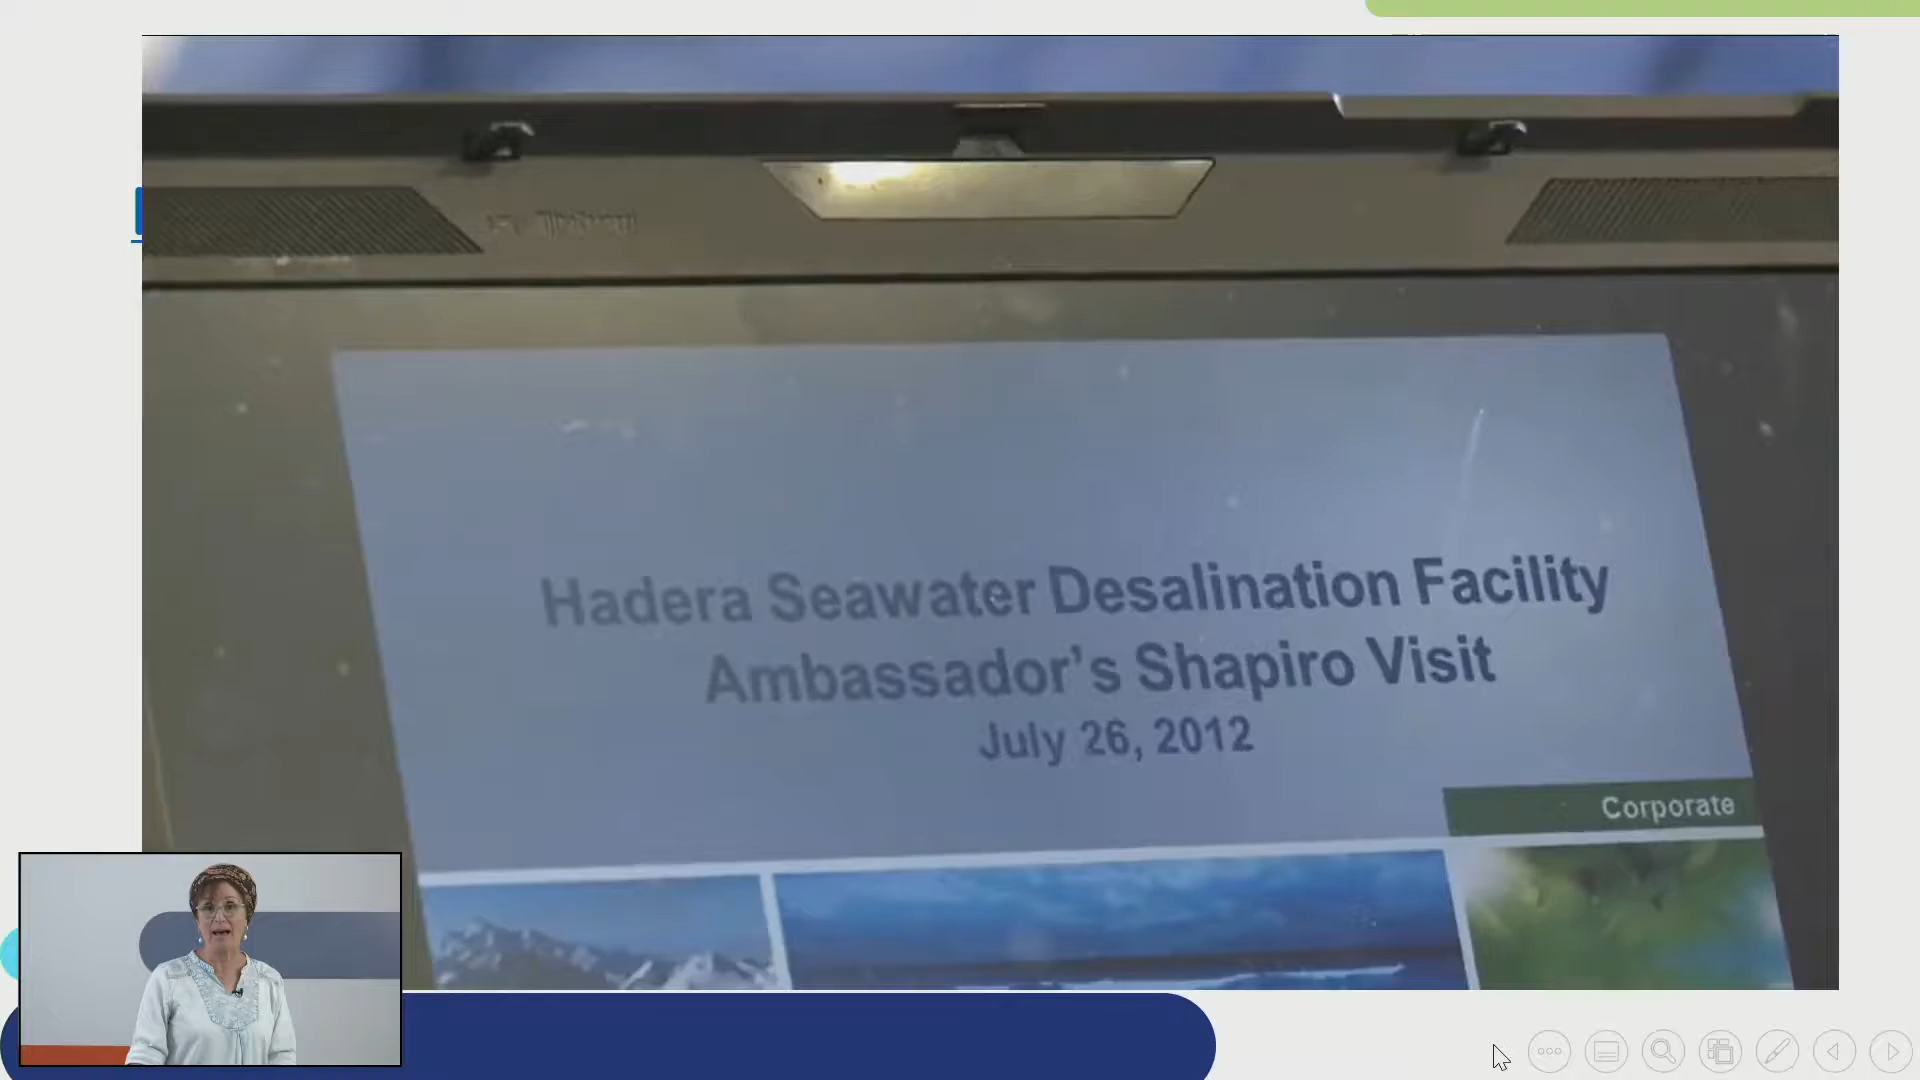 Hadera Seawater Desalination Facility
Ambassador's Shapiro Visit
July 26, 2012
Corporate